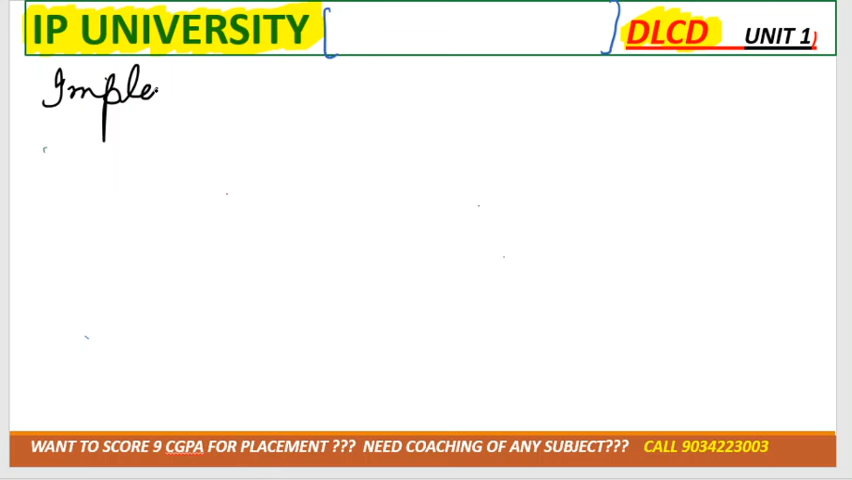 IP UNIVERSITY [ ] DLCD UNIT 1)
Imple
WANT TO SCORE 9 CGPA FOR PLACEMENT ??? NEED COACHING OF ANY SUBJECT??? CALL 9034223003